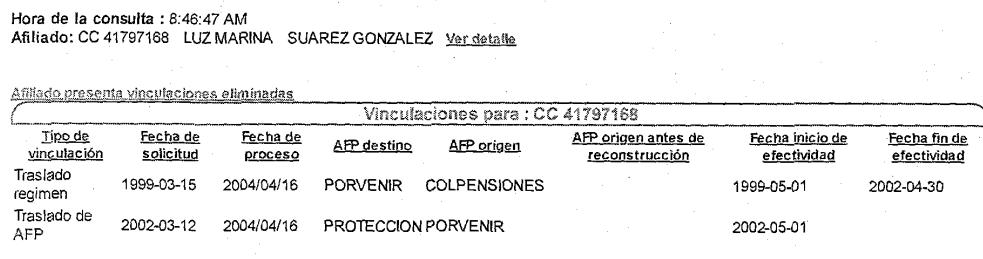 Hora de la consulta : 8:46:47 AM
Afiliado: CC 41797168 LUZ MARINA SUAREZ GONZALEZ Ver detalle
Afiliado presenta vinculaciones eliminadas
Vinculaciones para : CC 41797168
Tipo de vinculación Fecha de solicitud Fecha de proceso AFP destino AFP origen AFP origen antes de reconstrucción Fecha inicio de efectividad Fecha fin de efectividad
Traslado regimen 1999-03-15 2004/04/16 PORVENIR COLPENSIONES 1999-05-01 2002-04-30
Traslado de AFP 2002-03-12 2004/04/16 PROTECCION PORVENIR 2002-05-01